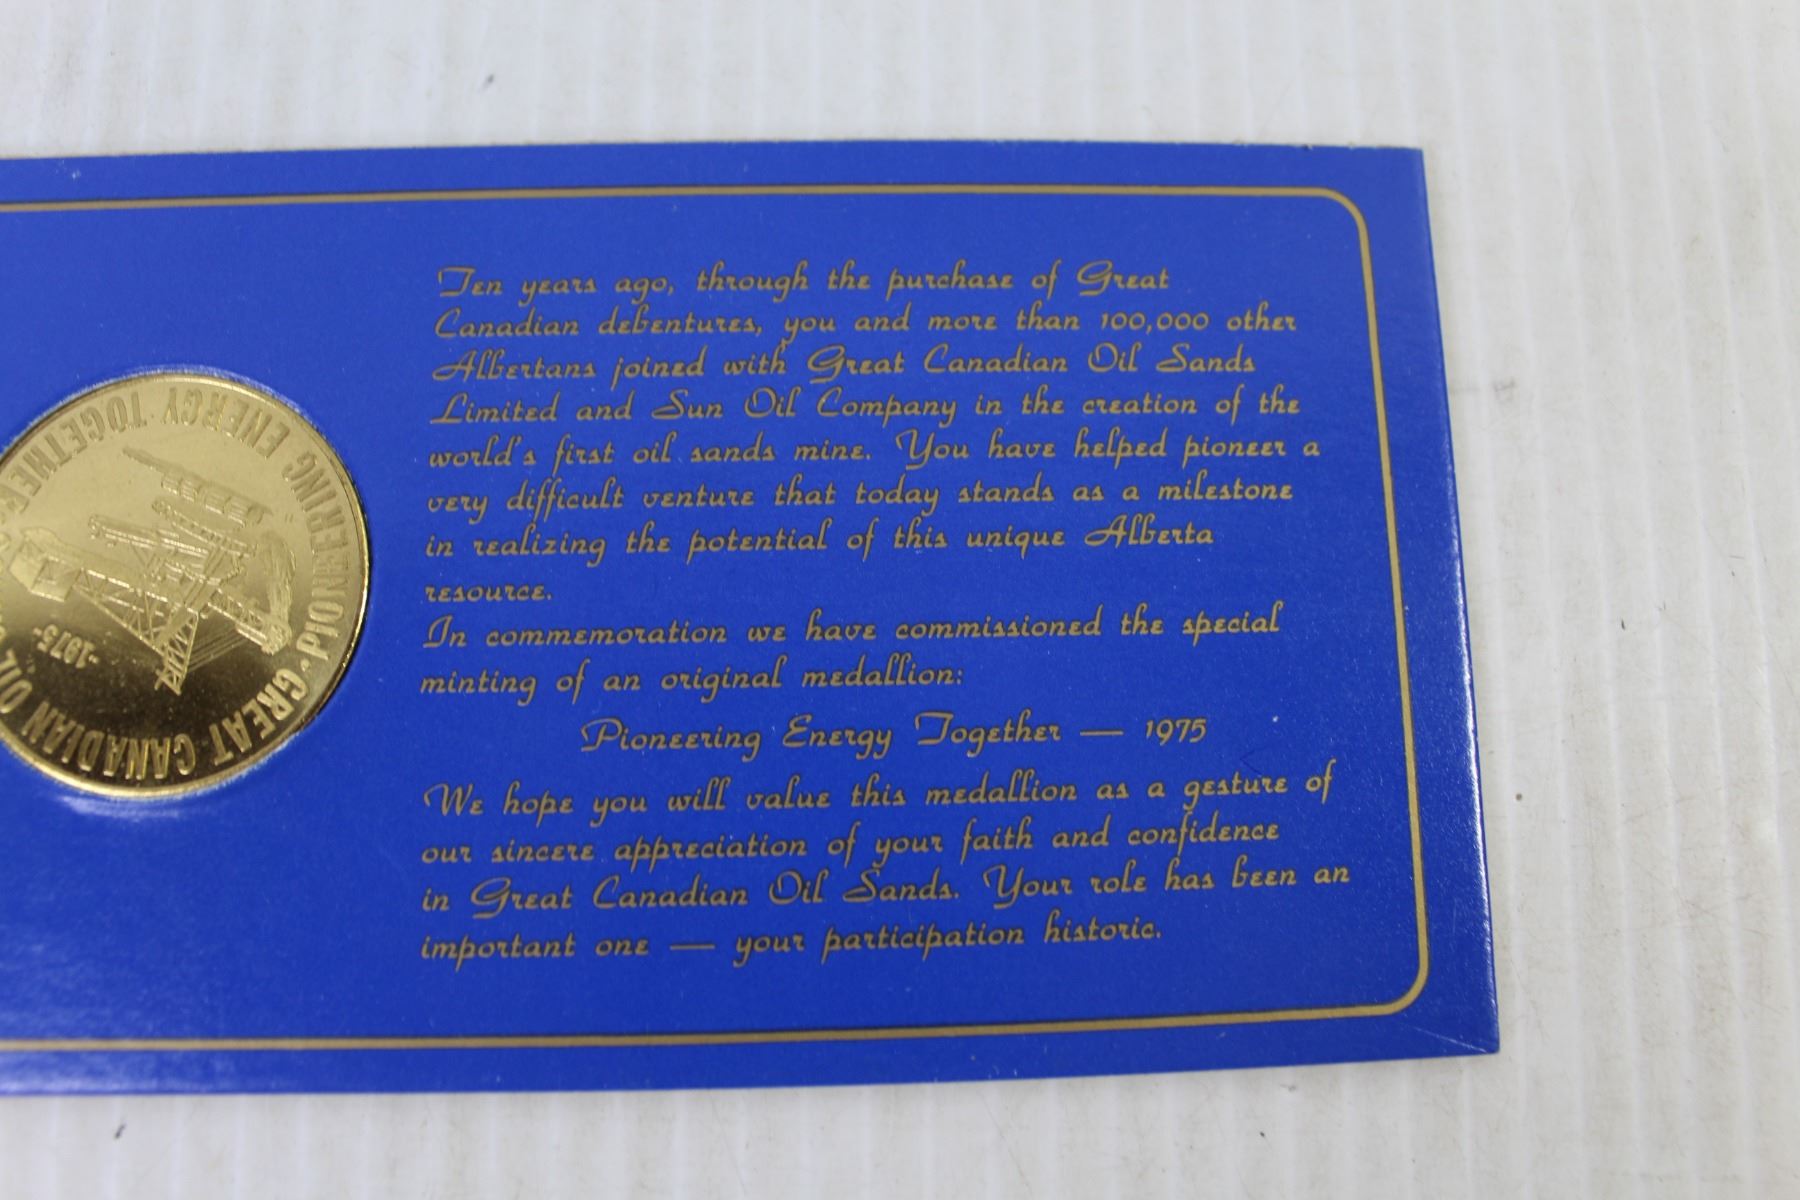 Ten years ago, through the purchase of Great
Canadian debentures, you and more than 100,000 other
Albertans joined with Great Canadian Oil Sands
Limited and Sun Oil Company in the creation of the
world's first oil sands mine. You have helped pioneer a
very difficult venture that today stands as a milestone
in realizing the potential of this unique Alberta
resource.
In commemoration we have commissioned the special
minting of an original medallion:
Pioneering Energy Together — 1975
We hope you will value this medallion as a gesture of
our sincere appreciation of your faith and confidence
in Great Canadian Oil Sands. Your role has been an
important one — your participation historic.
PIONEERING ENERGY TOGETHER
GREAT CANADIAN OIL
-1975-